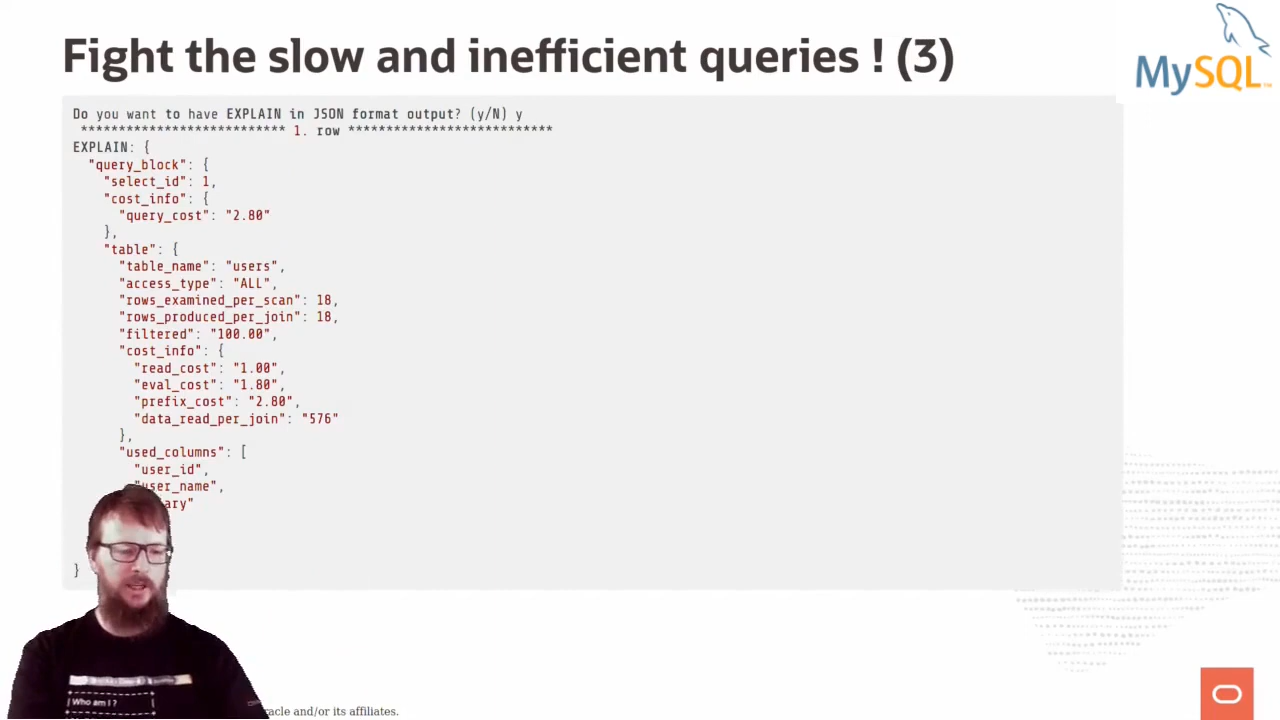 Fight the slow and inefficient queries ! (3)
MySQL™
Do you want to have EXPLAIN in JSON format output? (y/N) y
*************************** 1. row ***************************
EXPLAIN: {
"query_block": {
"select_id": 1,
"cost_info": {
"query_cost": "2.80"
},
"table": {
"table_name": "users",
"access_type": "ALL",
"rows_examined_per_scan": 18,
"rows_produced_per_join": 18,
"filtered": "100.00",
"cost_info": {
"read_cost": "1.00",
"eval_cost": "1.80",
"prefix_cost": "2.80",
"data_read_per_join": "576"
},
"used_columns": [
"user_id",
"user_name",
}
Who am I ?
and/or its affiliates.